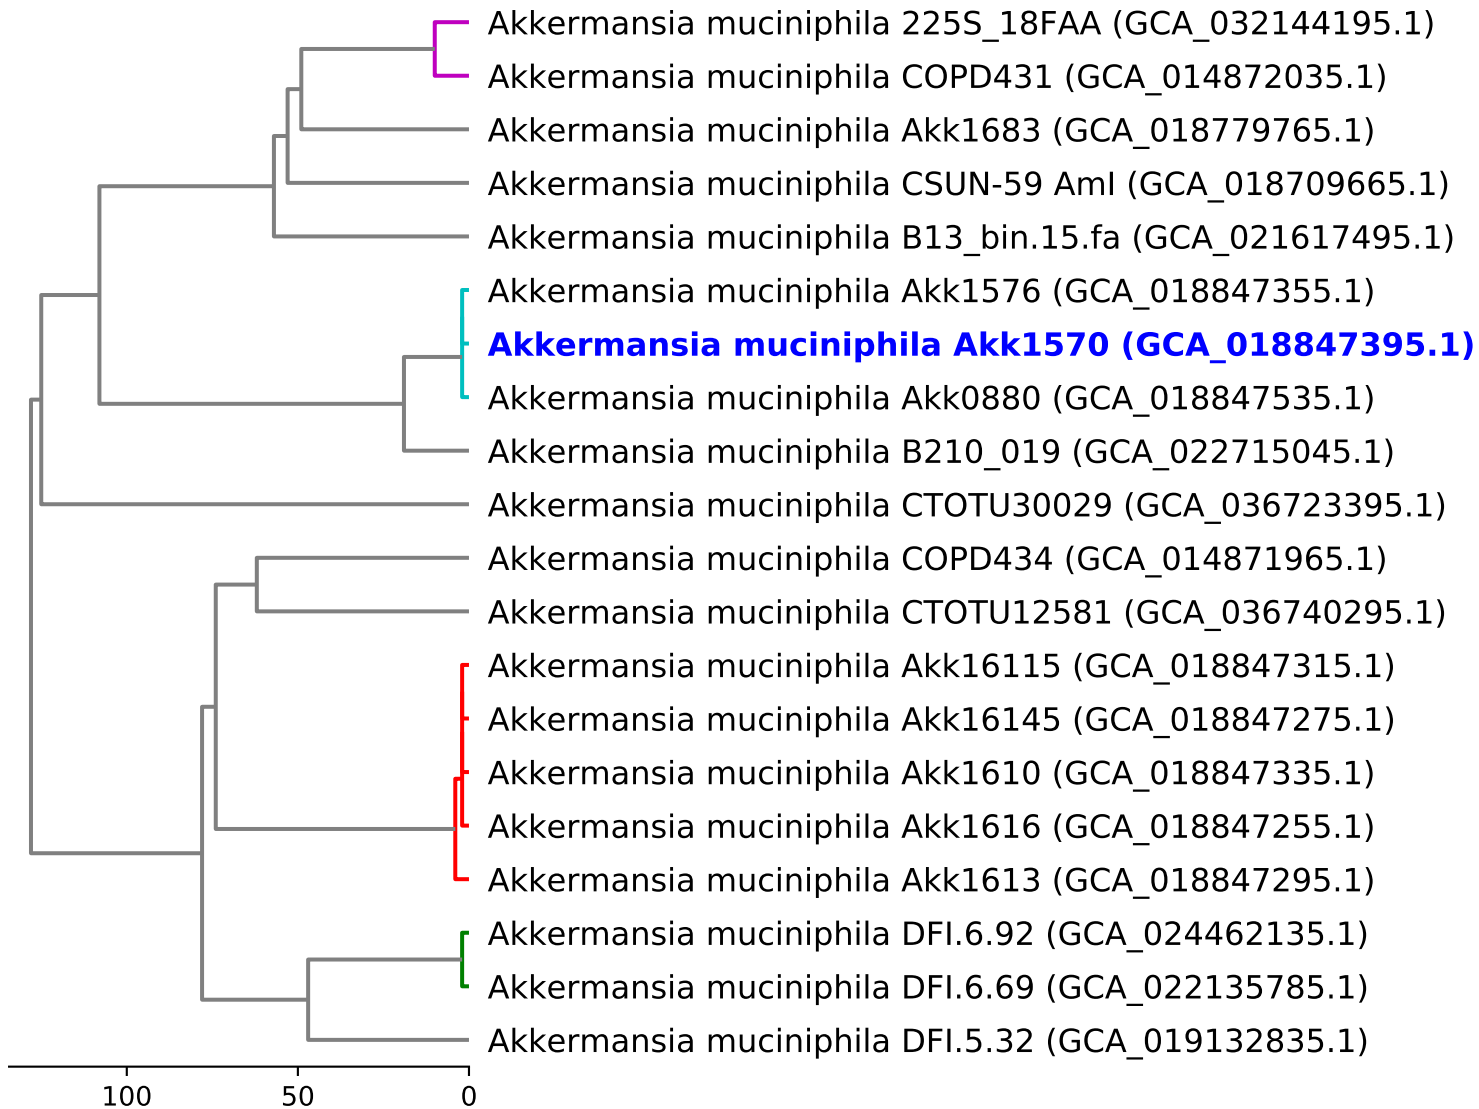 Akkermansia muciniphila 225S_18FAA (GCA_032144195.1)
Akkermansia muciniphila COPD431 (GCA_014872035.1)
Akkermansia muciniphila Akk1683 (GCA_018779765.1)
Akkermansia muciniphila CSUN-59 AmI (GCA_018709665.1)
Akkermansia muciniphila B13_bin.15.fa (GCA_021617495.1)
Akkermansia muciniphila Akk1576 (GCA_018847355.1)
Akkermansia muciniphila Akk1570 (GCA_018847395.1)
Akkermansia muciniphila Akk0880 (GCA_018847535.1)
Akkermansia muciniphila B210_019 (GCA_022715045.1)
Akkermansia muciniphila CTOTU30029 (GCA_036723395.1)
Akkermansia muciniphila COPD434 (GCA_014871965.1)
Akkermansia muciniphila CTOTU12581 (GCA_036740295.1)
Akkermansia muciniphila Akk16115 (GCA_018847315.1)
Akkermansia muciniphila Akk16145 (GCA_018847275.1)
Akkermansia muciniphila Akk1610 (GCA_018847335.1)
Akkermansia muciniphila Akk1616 (GCA_018847255.1)
Akkermansia muciniphila Akk1613 (GCA_018847295.1)
Akkermansia muciniphila DFI.6.92 (GCA_024462135.1)
Akkermansia muciniphila DFI.6.69 (GCA_022135785.1)
Akkermansia muciniphila DFI.5.32 (GCA_019132835.1)
100 50 0